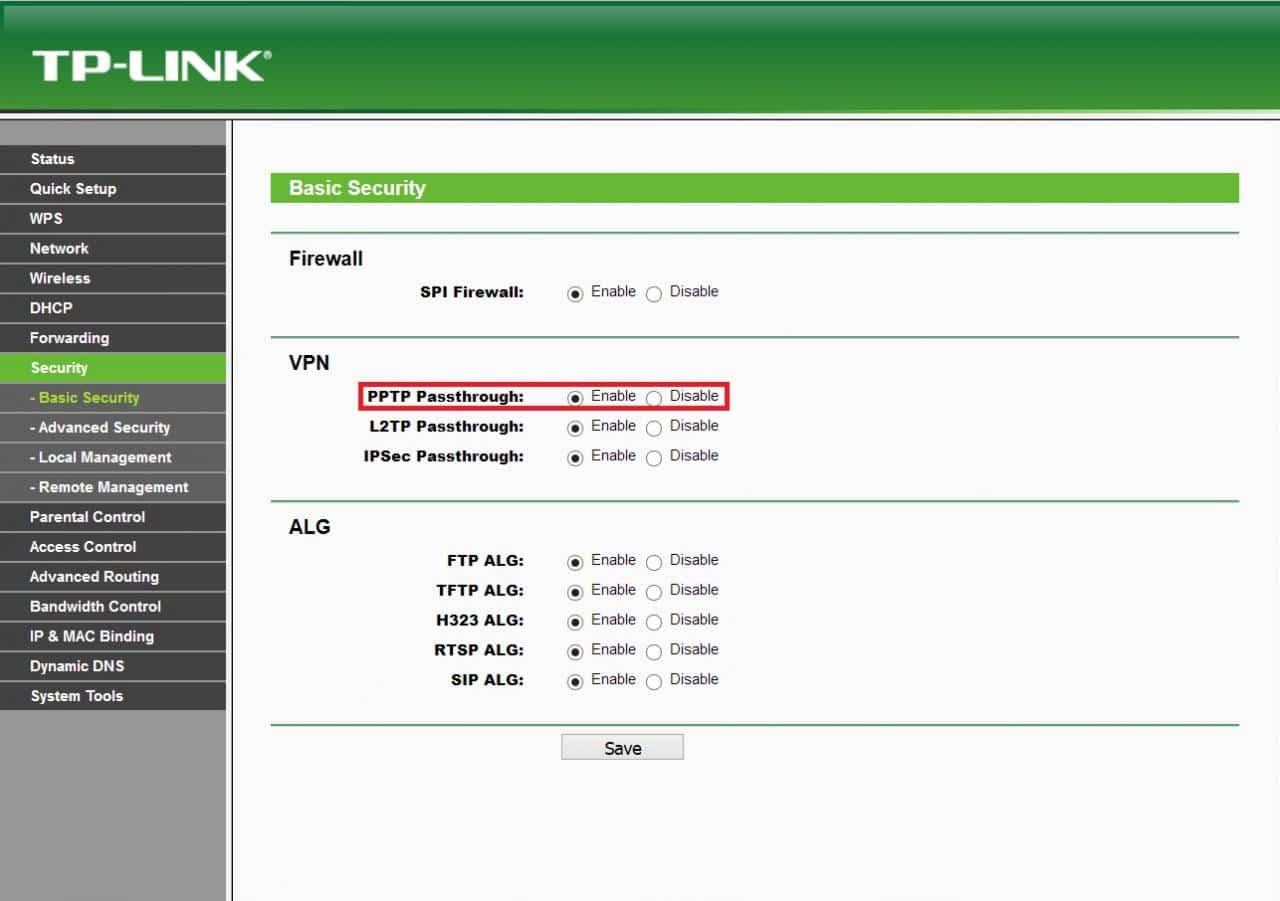 TP-LINK®
Status
Quick Setup
WPS
Network
Wireless
DHCP
Forwarding
Security
- Basic Security
- Advanced Security
- Local Management
- Remote Management
Parental Control
Access Control
Advanced Routing
Bandwidth Control
IP & MAC Binding
Dynamic DNS
System Tools
Basic Security
Firewall
SPI Firewall: Enable Disable
VPN
PPTP Passthrough: Enable Disable
L2TP Passthrough: Enable Disable
IPSec Passthrough: Enable Disable
ALG
FTP ALG: Enable Disable
TFTP ALG: Enable Disable
H323 ALG: Enable Disable
RTSP ALG: Enable Disable
SIP ALG: Enable Disable
Save